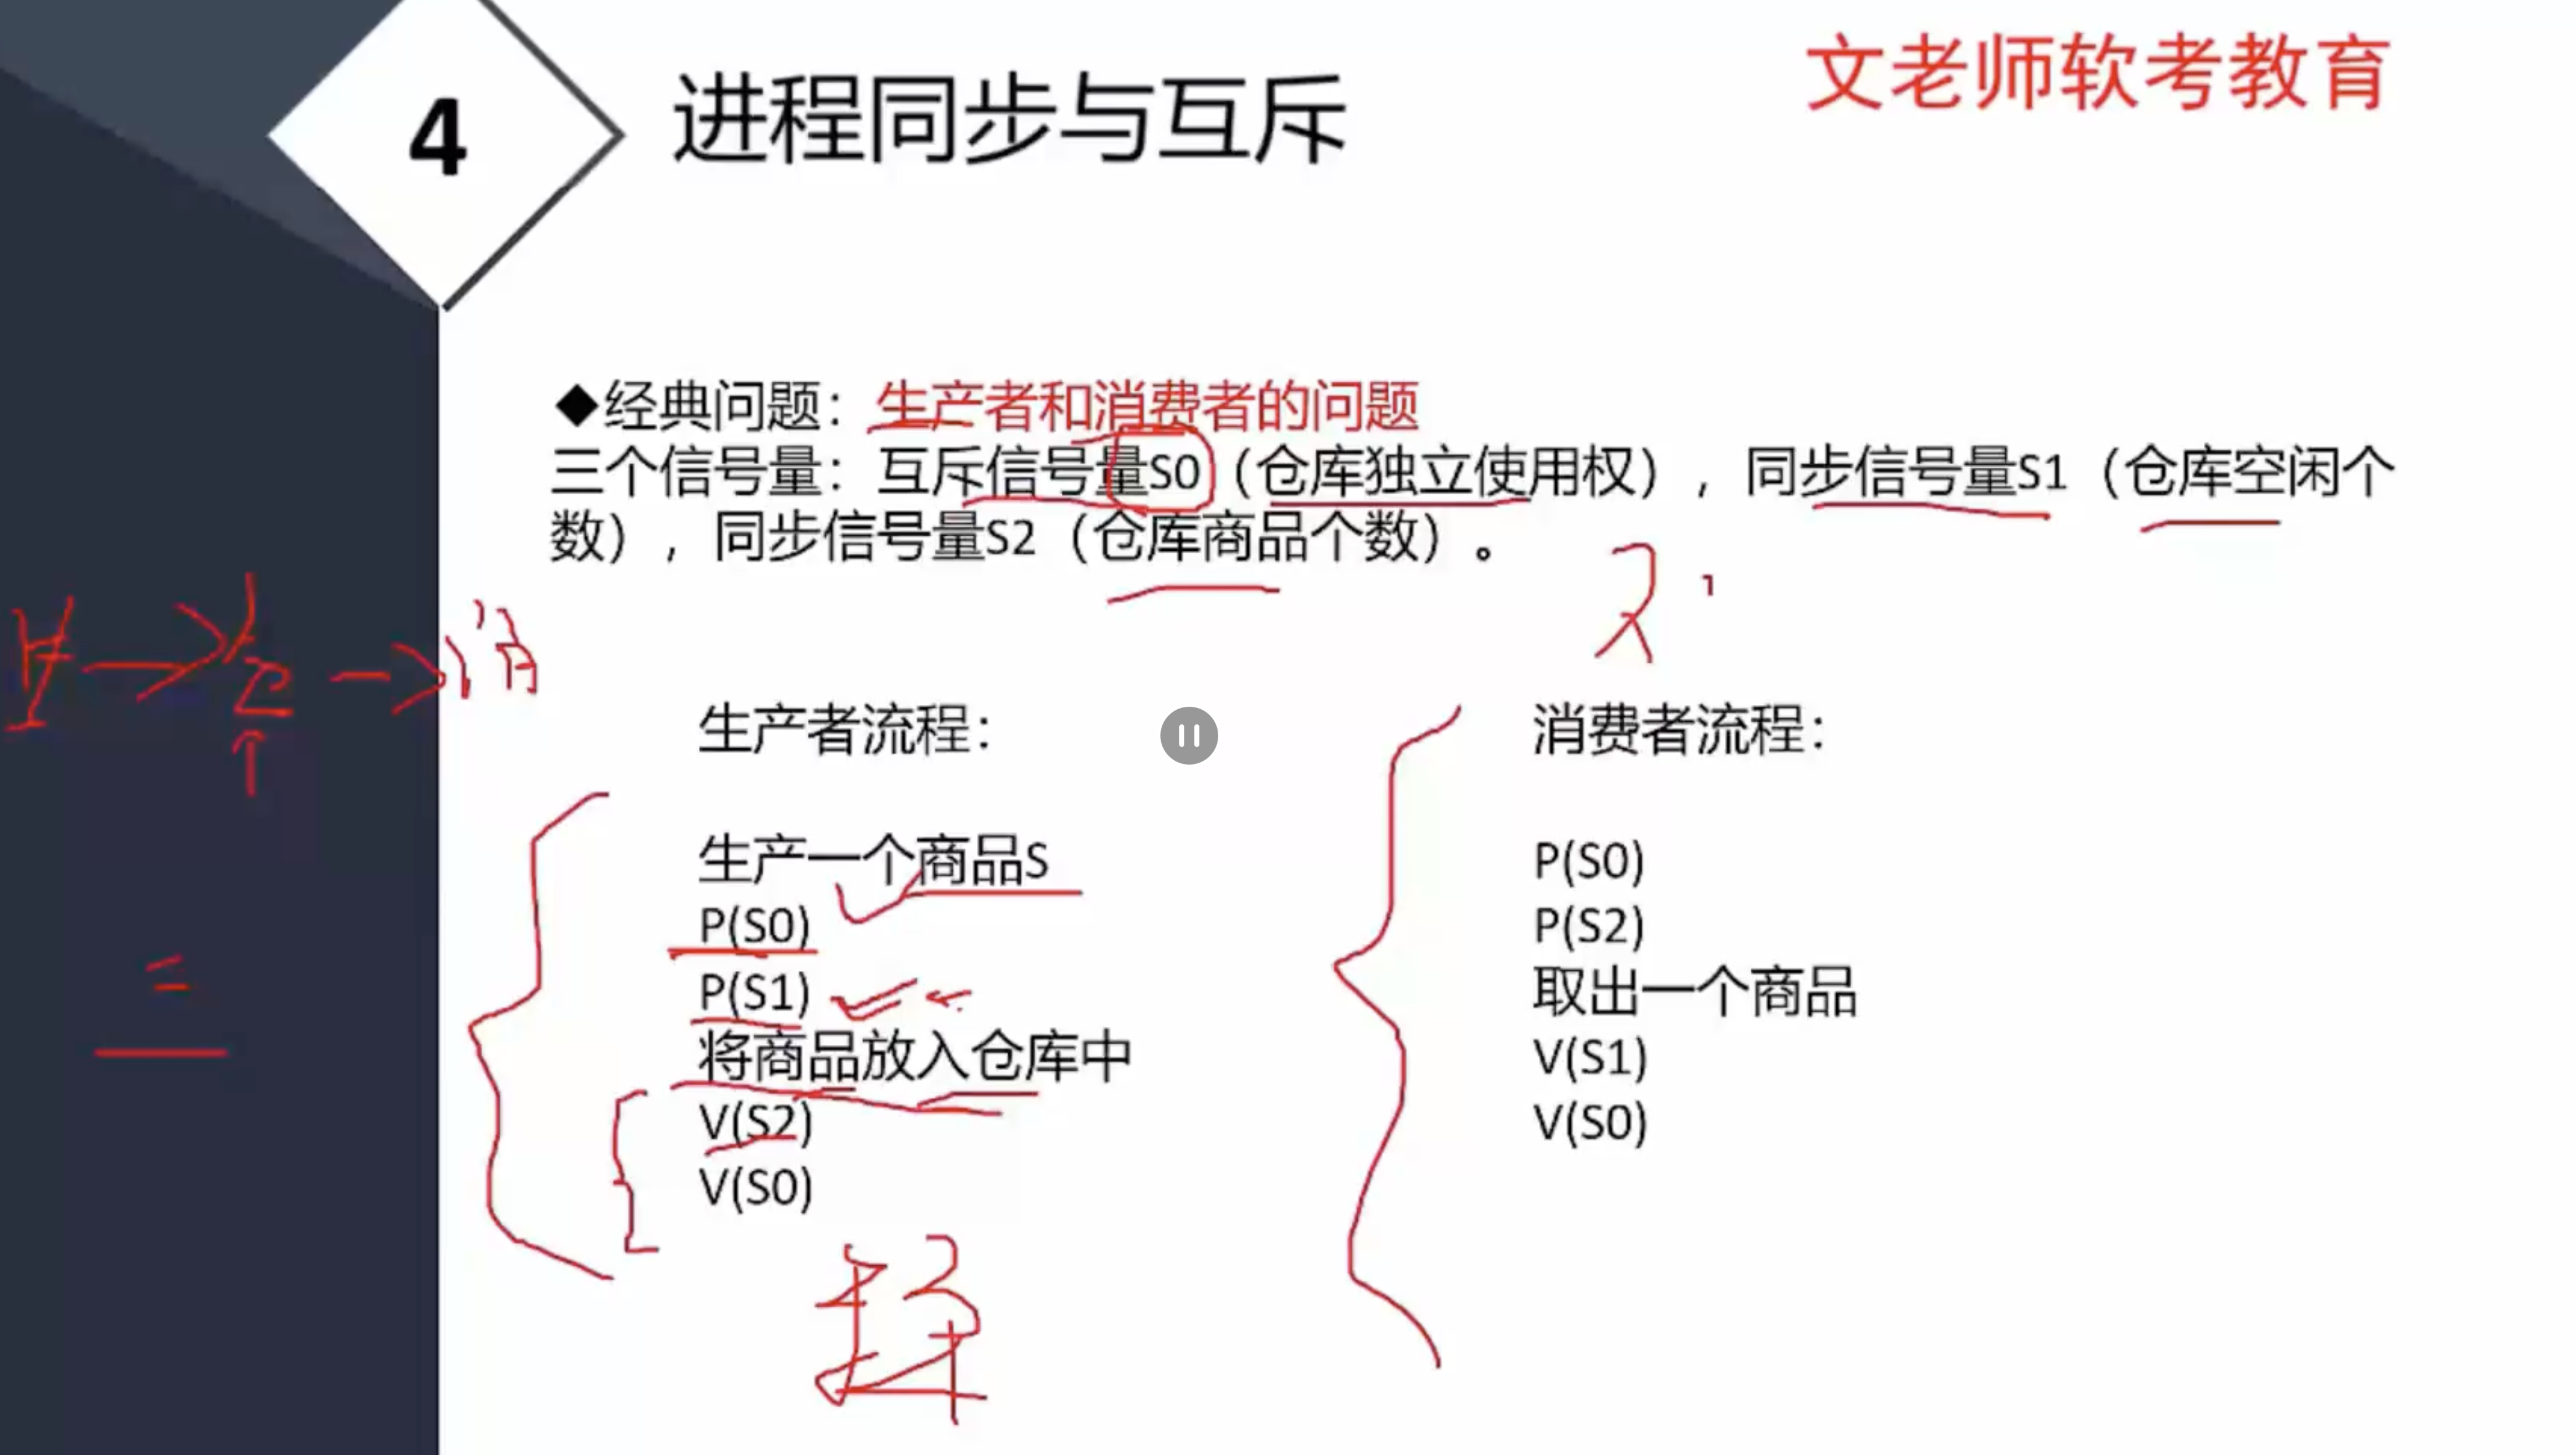 文老师软考教育
4
进程同步与互斥
◆经典问题：生产者和消费者的问题
三个信号量：互斥信号量S0（仓库独立使用权），同步信号量S1（仓库空闲个
数），同步信号量S2（仓库商品个数）。
生产者流程：
生产一个商品S
P(S0)
P(S1)
将商品放入仓库中
V(S2)
V(S0)
消费者流程：
P(S0)
P(S2)
取出一个商品
V(S1)
V(S0)